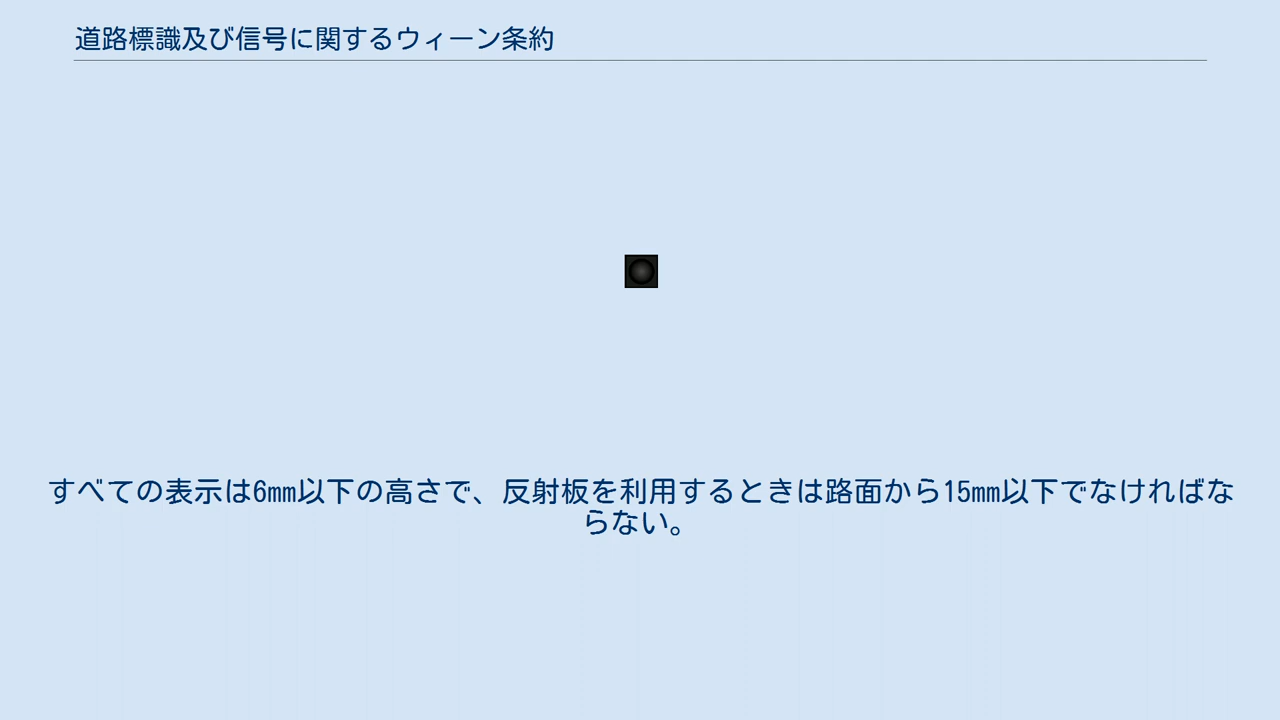 道路標識及び信号に関するウィーン条約
すべての表示は6mm以下の高さで、反射板を利用するときは路面から15mm以下でなければな
らない。